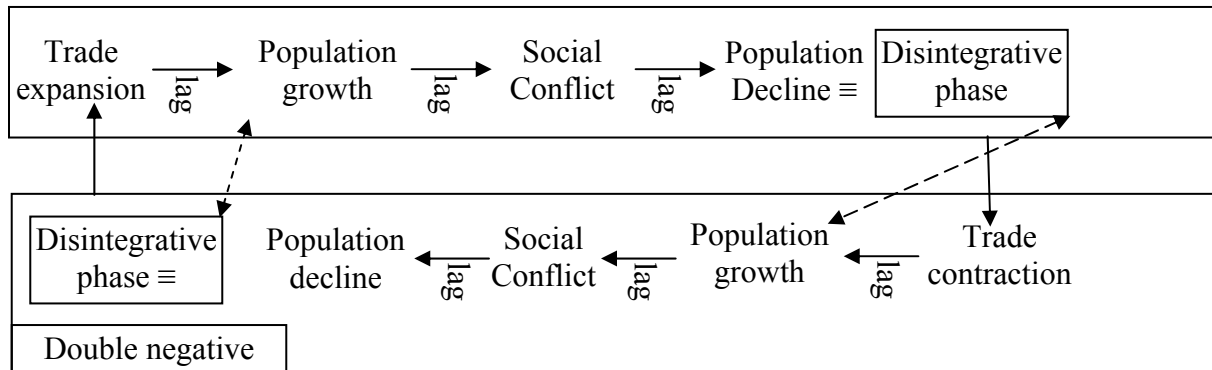 Trade
expansion
lag
Population
growth
lag
Social
Conflict
lag
Population
Decline ≡
Disintegrative
phase
Disintegrative
phase ≡
Population
decline
lag
Social
Conflict
lag
Population
growth
lag
Trade
contraction
Double negative